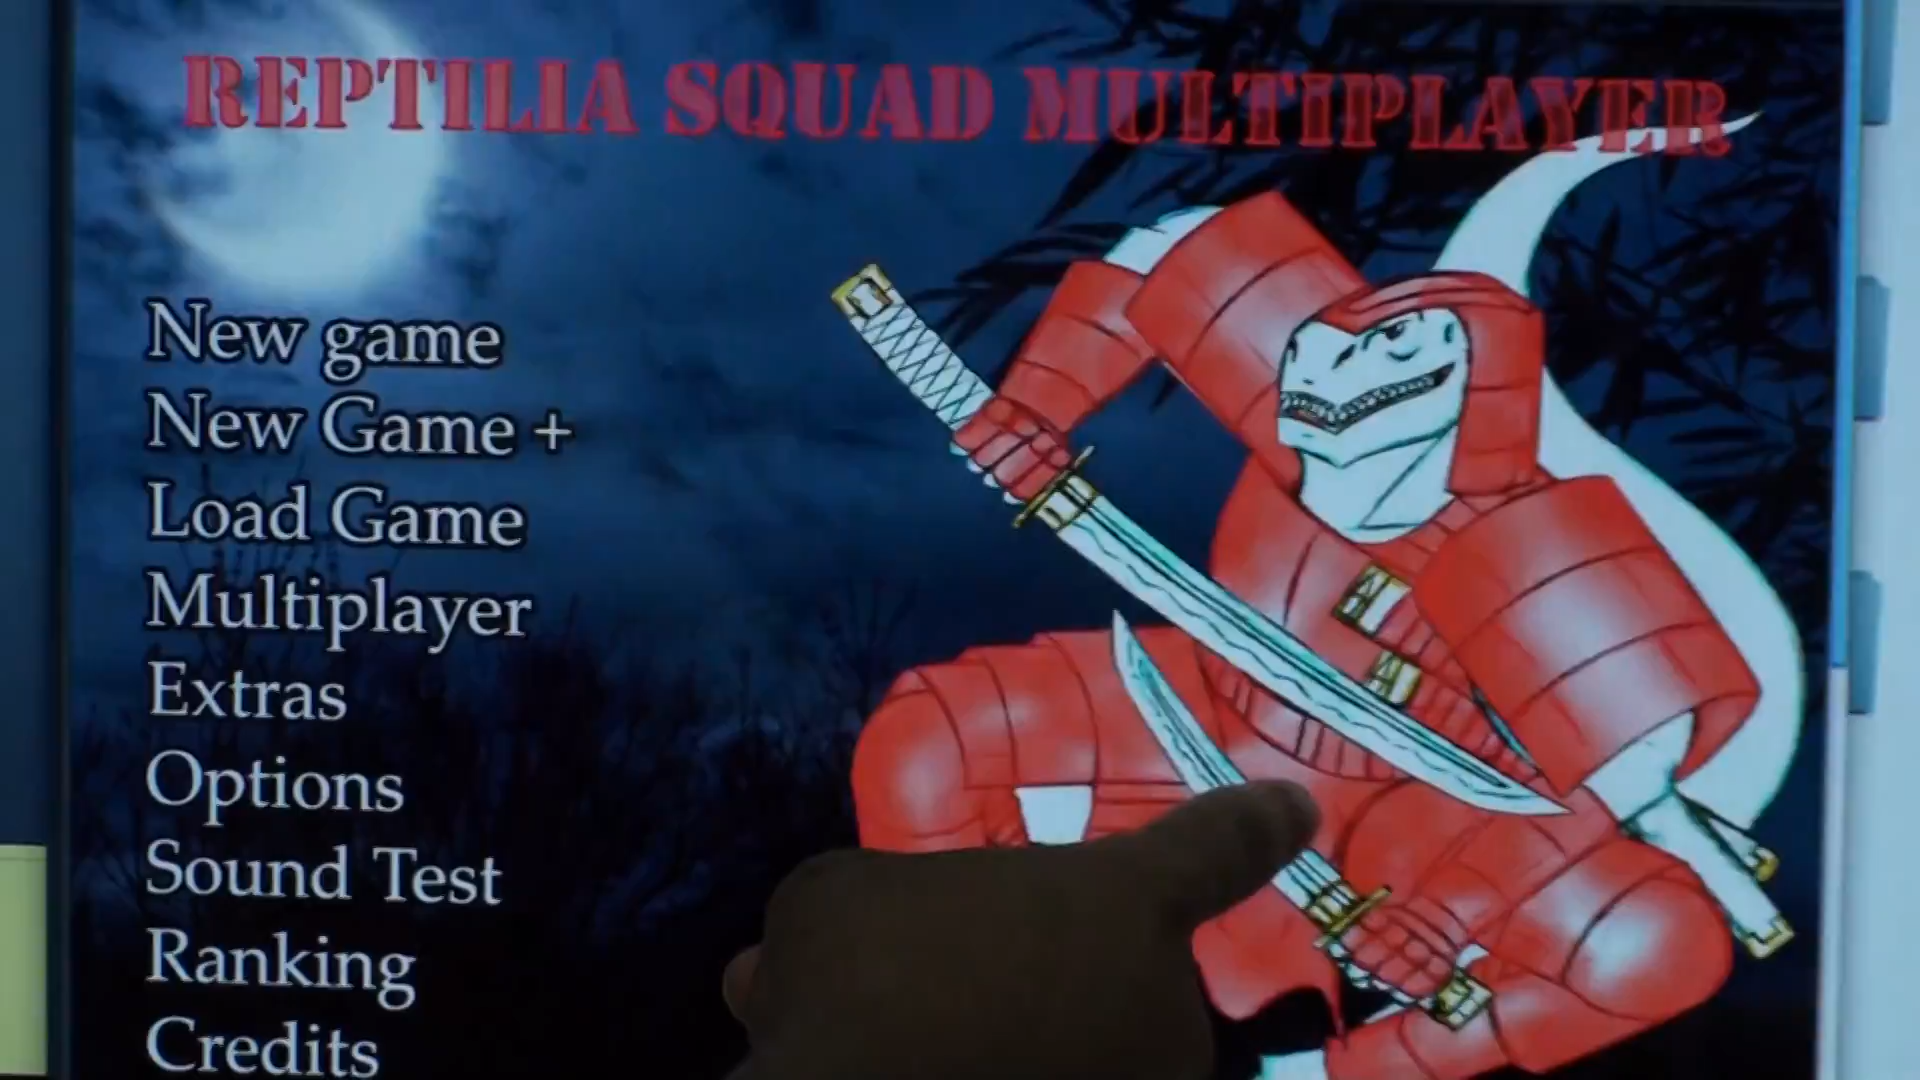 REPTILIA SQUAD MULTIPLAYER
New game
New Game +
Load Game
Multiplayer
Extras
Options
Sound Test
Ranking
Credits